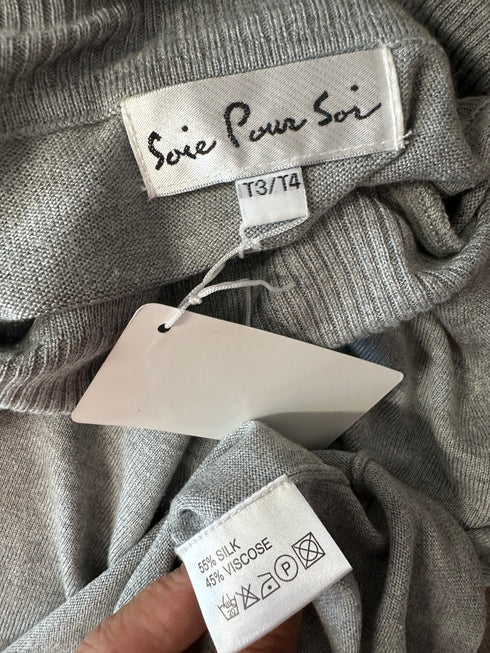 Soie Pour Soi
T3/T4
55% SILK
45% VISCOSE
P